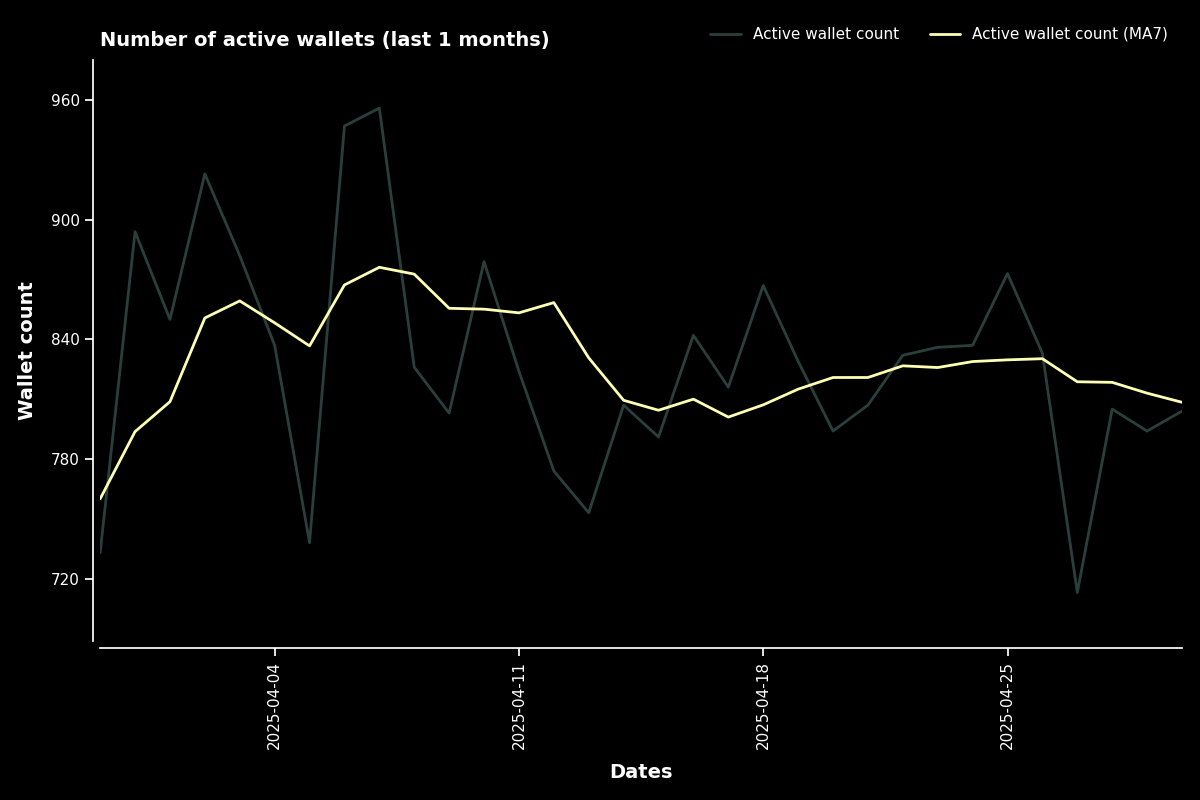 Number of active wallets (last 1 months)
Active wallet count
Active wallet count (MA7)
Wallet count
960
900
840
780
720
2025-04-04
2025-04-11
2025-04-18
2025-04-25
Dates